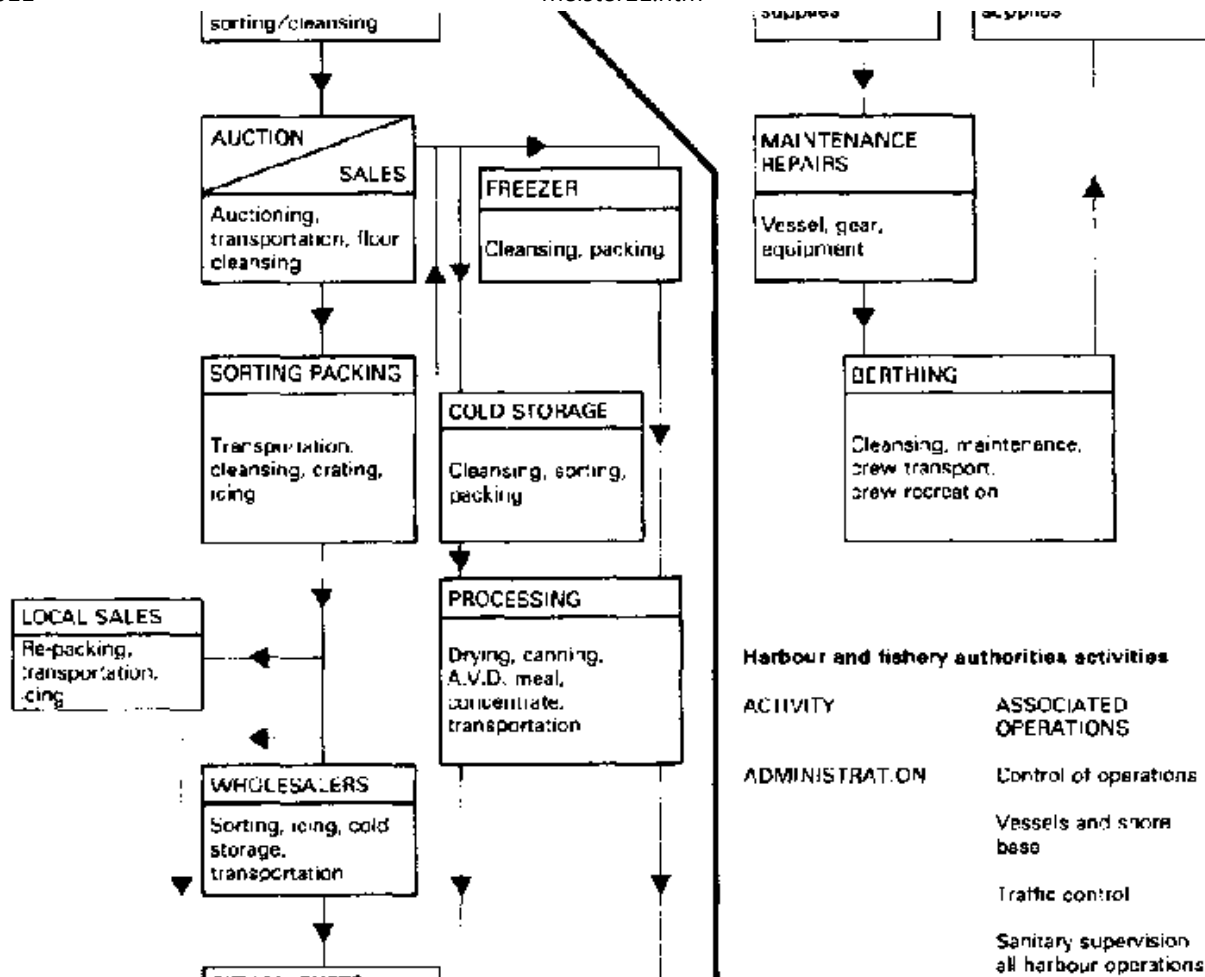 sorting/cleansing
AUCTION
SALES
Auctioning,
transportation, floor
cleansing
FREEZER
Cleansing, packing
SORTING PACKING
Transportation,
cleansing, crating,
icing
COLD STORAGE
Cleansing, sorting,
packing
LOCAL SALES
Re-packing,
transportation,
icing
PROCESSING
Drying, canning,
A.V.D. meal,
concentrate,
transportation
WHOLESALERS
Sorting, icing, cold
storage,
transportation
supplies
supplies
MAINTENANCE
REPAIRS
Vessel, gear,
equipment
BERTHING
Cleansing, maintenance,
crew transport,
crew recreation
Harbour and fishery authorities activities
ACTIVITY
ASSOCIATED
OPERATIONS
ADMINISTRATION
Control of operations
Vessels and shore
base
Traffic control
Sanitary supervision
all harbour operations